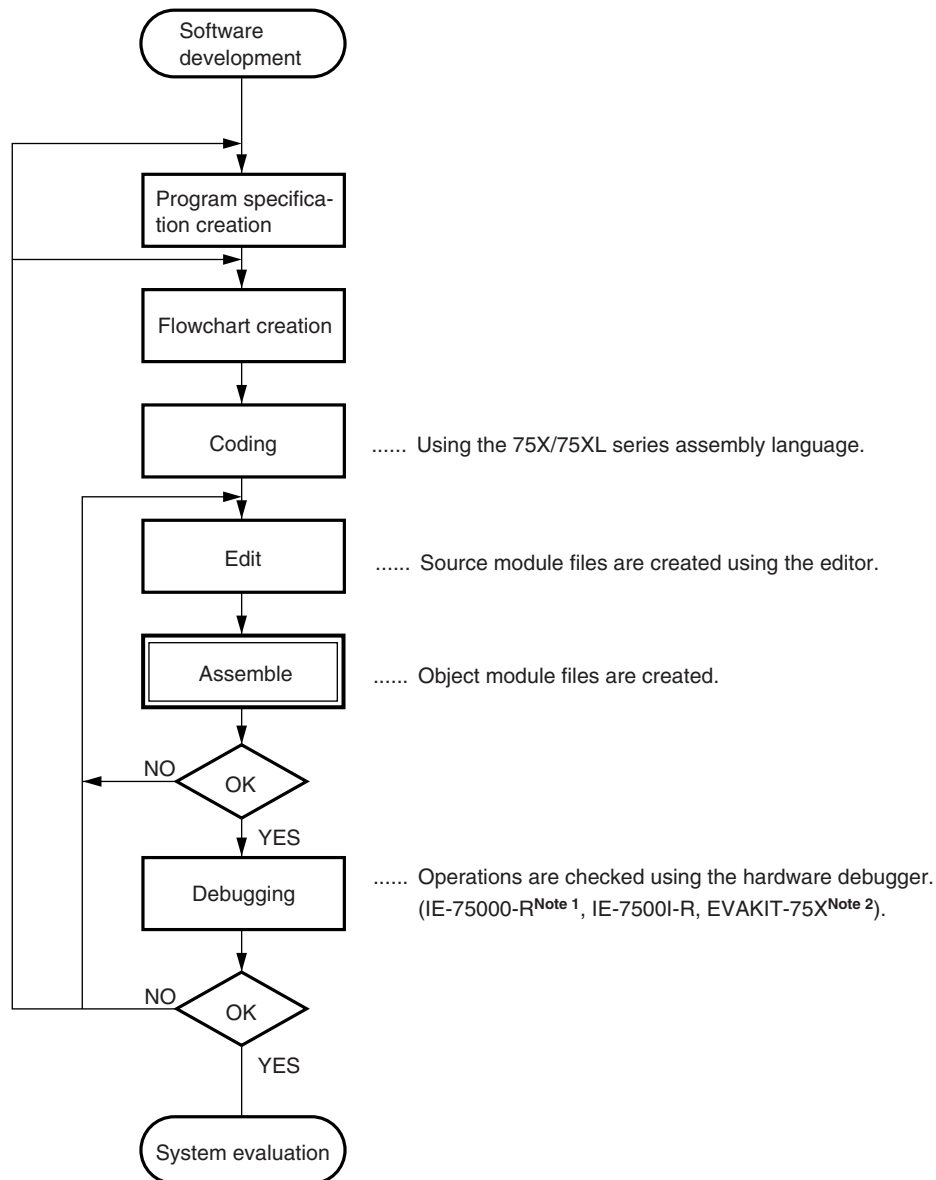 Software
development
Program specifica-
tion creation
Flowchart creation
Coding
...... Using the 75X/75XL series assembly language.
Edit
...... Source module files are created using the editor.
Assemble
...... Object module files are created.
NO
OK
YES
Debugging
...... Operations are checked using the hardware debugger.
(IE-75000-RNote 1, IE-7500I-R, EVAKIT-75XNote 2).
NO
OK
YES
System evaluation